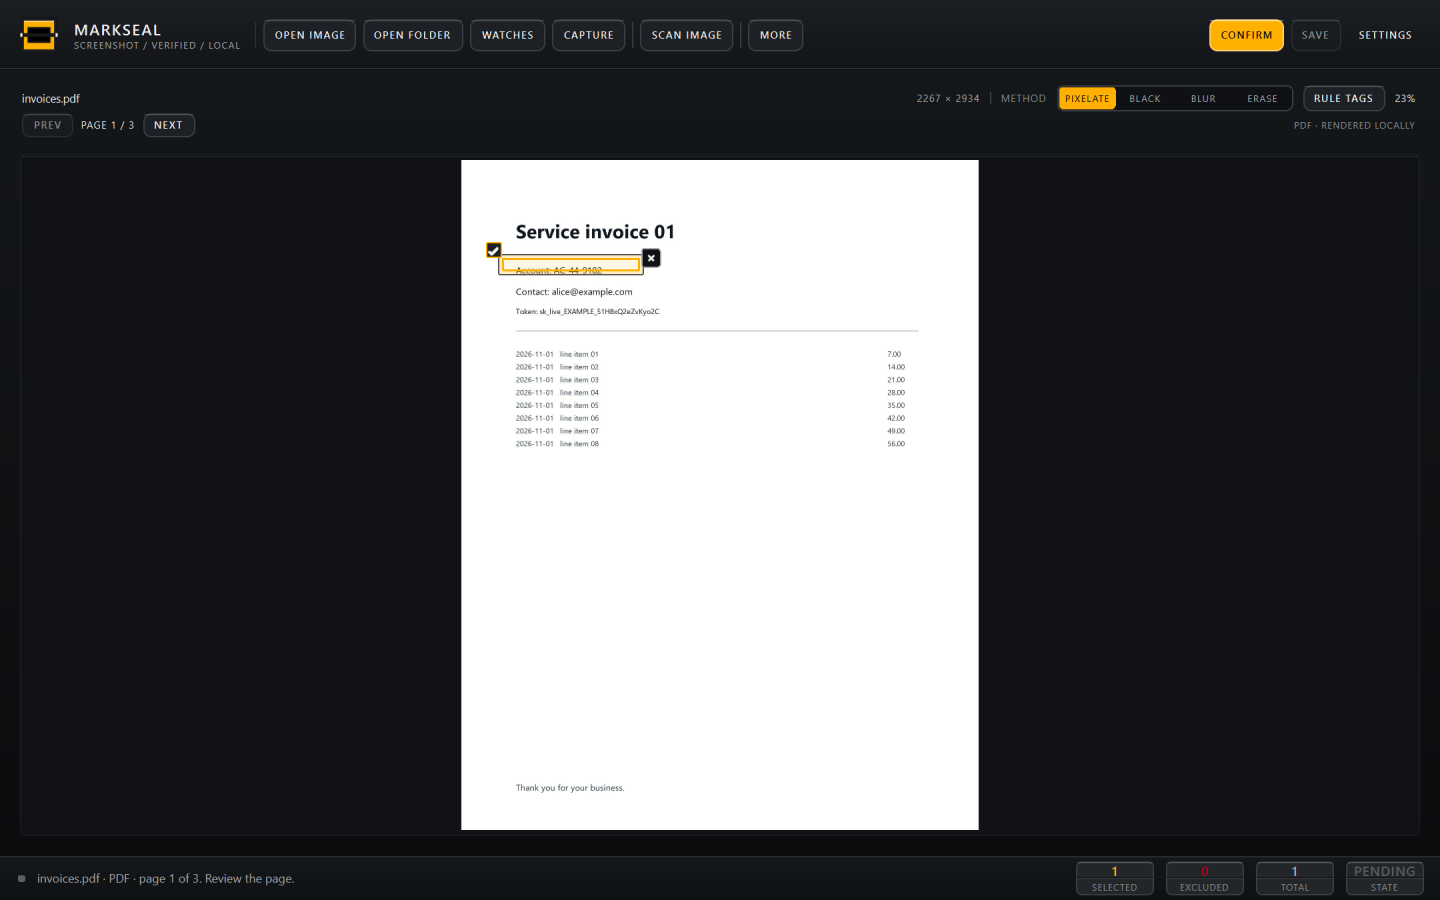 MARKSEAL
SCREENSHOT / VERIFIED / LOCAL
OPEN IMAGE
OPEN FOLDER
WATCHES
CAPTURE
SCAN IMAGE
MORE
CONFIRM
SAVE
SETTINGS
invoices.pdf
2267 × 2934
METHOD
PIXELATE
BLACK
BLUR
ERASE
RULE TAGS
23%
PREV
PAGE 1 / 3
NEXT
PDF · RENDERED LOCALLY
Service invoice 01
Account: AC-44-9182
Contact: alice@example.com
Token: sk_live_EXAMPLE_51H8xQ2eZvKyo2C
2026-11-01 line item 01 7.00
2026-11-01 line item 02 14.00
2026-11-01 line item 03 21.00
2026-11-01 line item 04 28.00
2026-11-01 line item 05 35.00
2026-11-01 line item 06 42.00
2026-11-01 line item 07 49.00
2026-11-01 line item 08 56.00
Thank you for your business.
invoices.pdf · PDF · page 1 of 3. Review the page.
1
SELECTED
0
EXCLUDED
1
TOTAL
PENDING
STATE